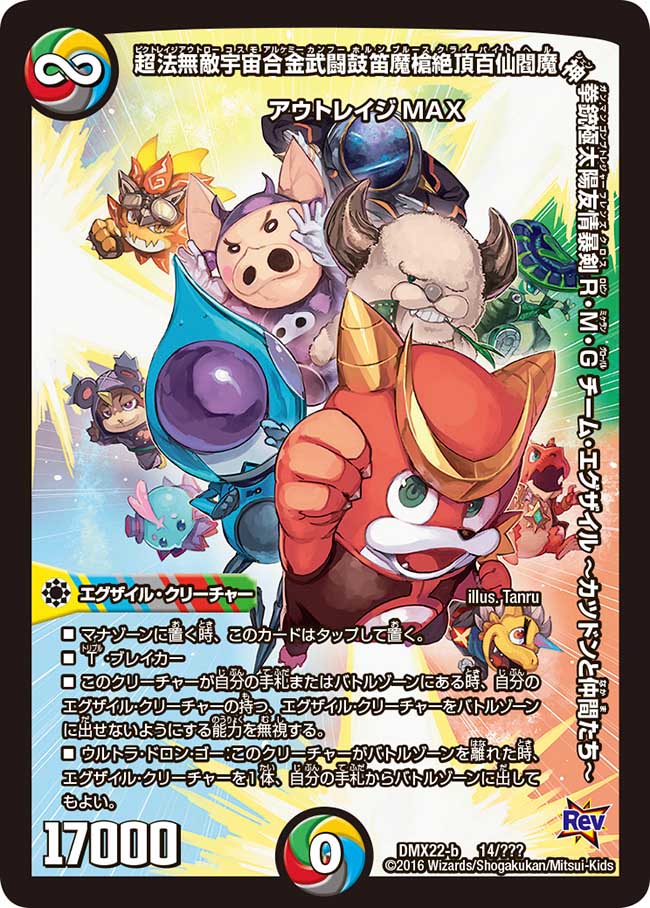 ∞
超法無敵宇宙合金武闘鼓笛魔槍絶頂百仙閻魔神拳銃極太陽友情暴剣 R・M・G チーム・エグザイル ～カツドンと仲間たち～
アウトレイジMAX
エグザイル・クリーチャー
illus. Tanru
■ マナゾーンに置く時、このカードはタップして置く。
■ T・ブレイカー
■ このクリーチャーが自分の手札またはバトルゾーンにある時、自分の
エグザイル・クリーチャーの持つ、エグザイル・クリーチャーをバトルゾーン
に出せないようにする能力を無視する。
■ ウルトラ・ドロン・ゴー:このクリーチャーがバトルゾーンを離れた時、
エグザイル・クリーチャーを1体、自分の手札からバトルゾーンに出して
もよい。
Rev
17000
0
DMX22-b 14/???
©2016 Wizards/Shogakukan/Mitsui-Kids